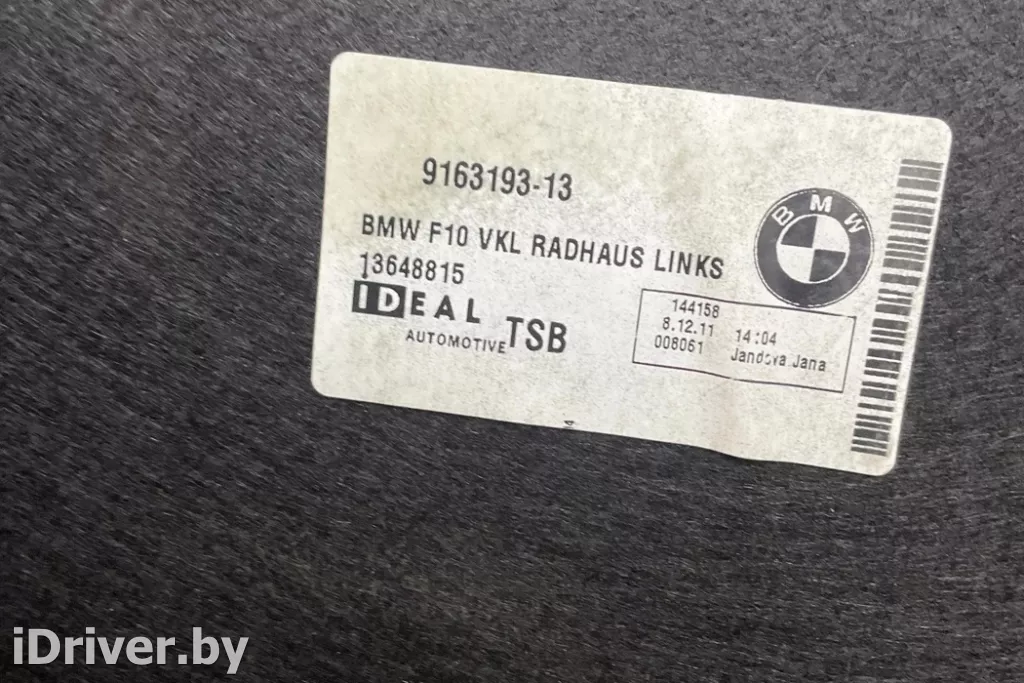 9163193-13
BMW F10 VKL RADHAUS LINKS
13648815
IDEAL
AUTOMOTIVE TSB
BMW
144158
8.12.11 14:04
008061 Jandova Jana
iDriver.by